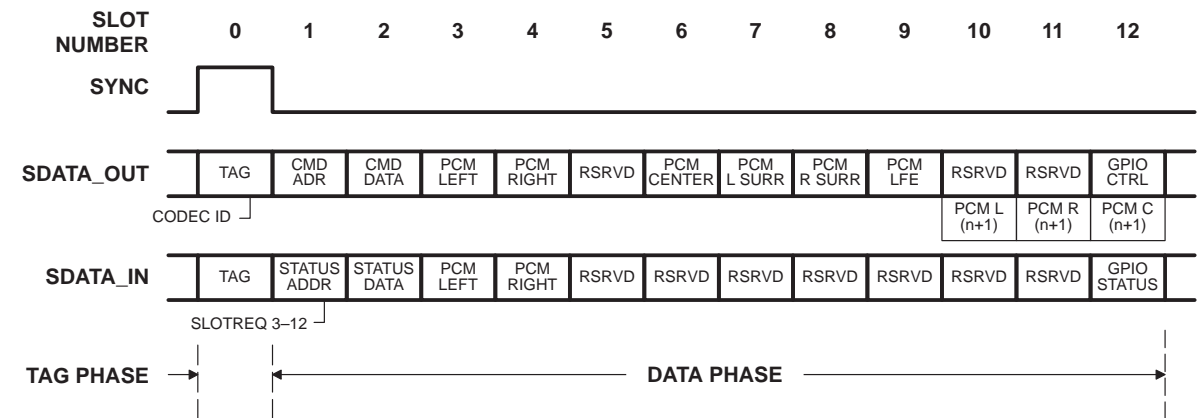 SLOT
NUMBER
0 1 2 3 4 5 6 7 8 9 10 11 12
SYNC
SDATA_OUT
TAG
CMD
ADR
CMD
DATA
PCM
LEFT
PCM
RIGHT
RSRVD
PCM
CENTER
PCM
L SURR
PCM
R SURR
PCM
LFE
RSRVD
RSRVD
GPIO
CTRL
CODEC ID
PCM L
(n+1)
PCM R
(n+1)
PCM C
(n+1)
SDATA_IN
TAG
STATUS
ADDR
STATUS
DATA
PCM
LEFT
PCM
RIGHT
RSRVD
RSRVD
RSRVD
RSRVD
RSRVD
RSRVD
RSRVD
GPIO
STATUS
SLOTREQ 3–12
TAG PHASE
DATA PHASE